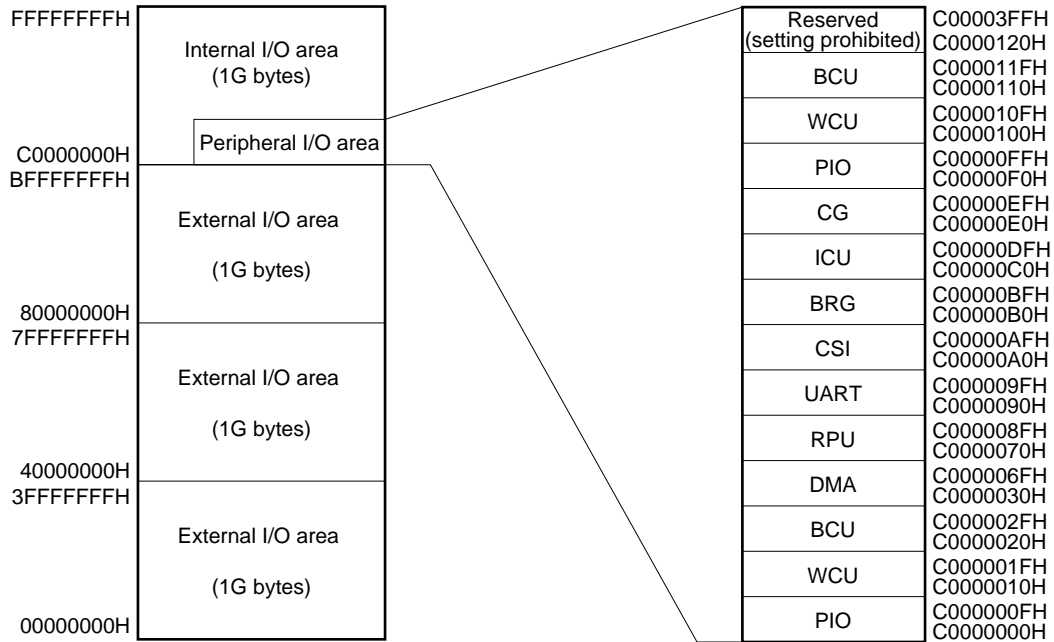 FFFFFFFFH
Internal I/O area
(1G bytes)
Peripheral I/O area
C0000000H
BFFFFFFFH
External I/O area
(1G bytes)
80000000H
7FFFFFFFH
External I/O area
(1G bytes)
40000000H
3FFFFFFFH
External I/O area
(1G bytes)
00000000H
Reserved
(setting prohibited)
C00003FFH
C0000120H
BCU
C000011FH
C0000110H
WCU
C000010FH
C0000100H
PIO
C00000FFH
C00000F0H
CG
C00000EFH
C00000E0H
ICU
C00000DFH
C00000C0H
BRG
C00000BFH
C00000B0H
CSI
C00000AFH
C00000A0H
UART
C000009FH
C0000090H
RPU
C000008FH
C0000070H
DMA
C000006FH
C0000030H
BCU
C000002FH
C0000020H
WCU
C000001FH
C0000010H
PIO
C000000FH
C0000000H